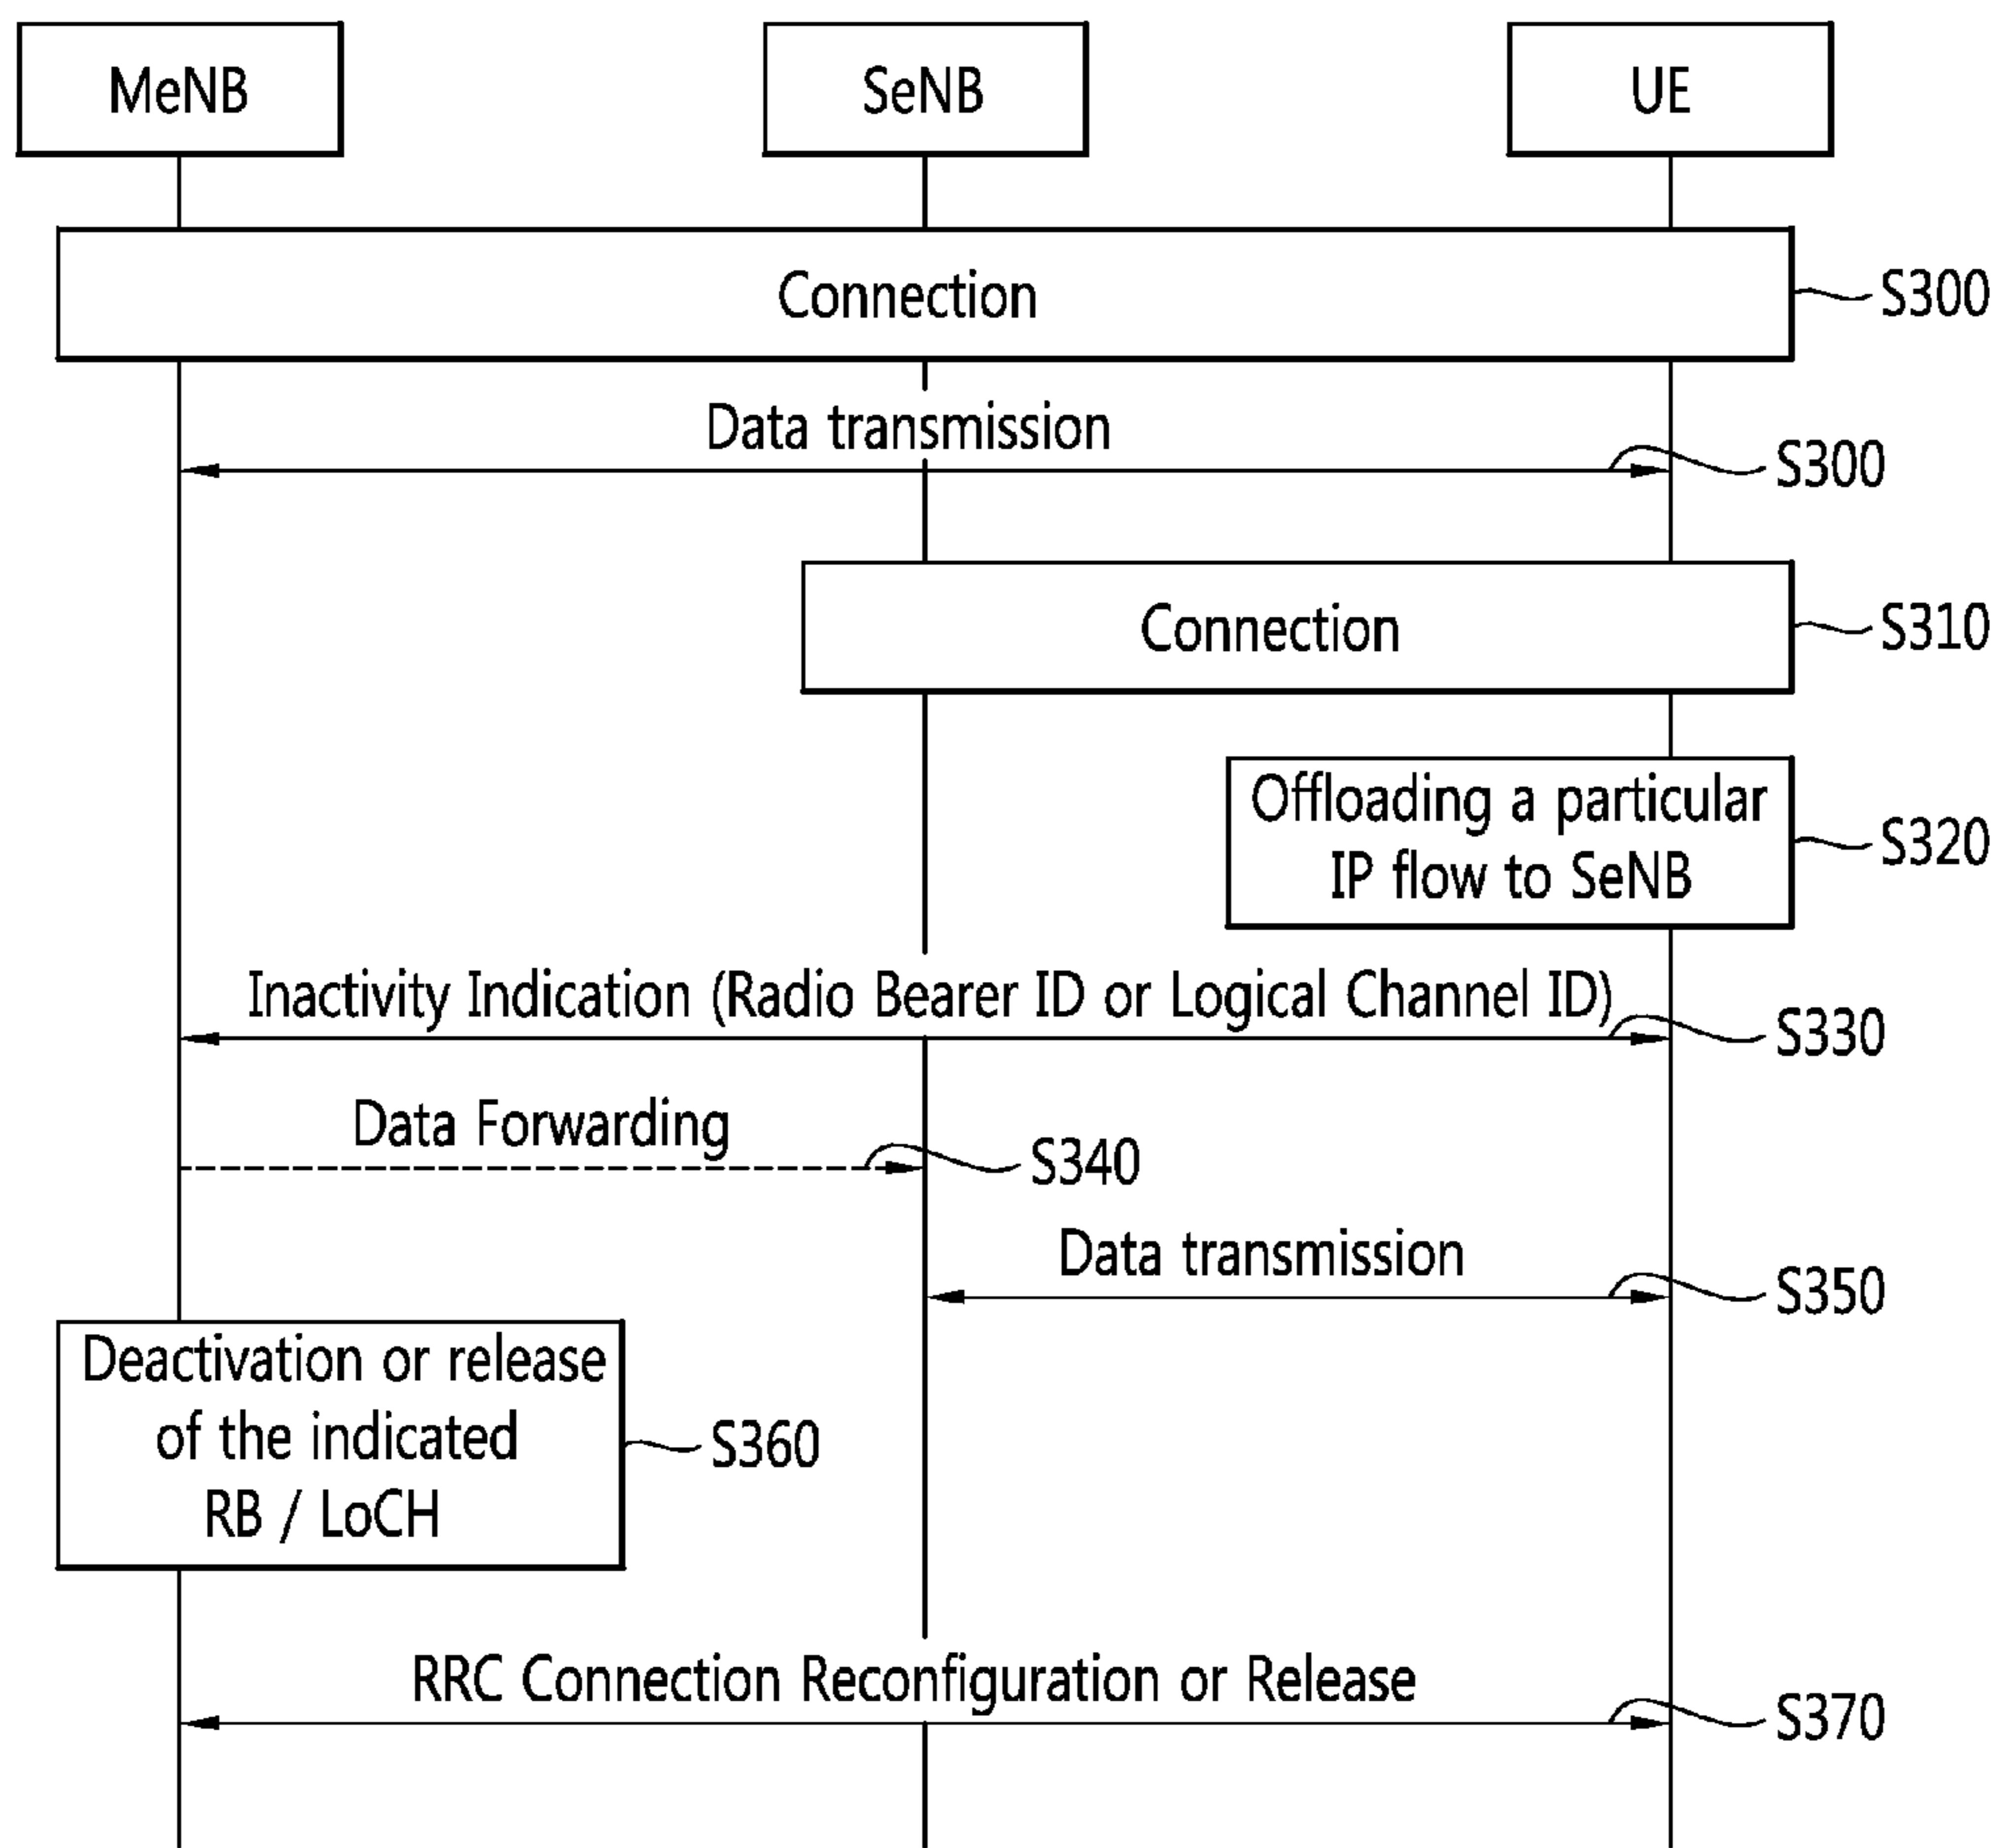 MeNB
SeNB
UE
Connection
S300
Data transmission
S300
Connection
S310
Offloading a particular
IP flow to SeNB
S320
Inactivity Indication (Radio Bearer ID or Logical Channel ID)
S330
Data Forwarding
S340
Data transmission
S350
Deactivation or release
of the indicated
RB / LoCH
S360
RRC Connection Reconfiguration or Release
S370